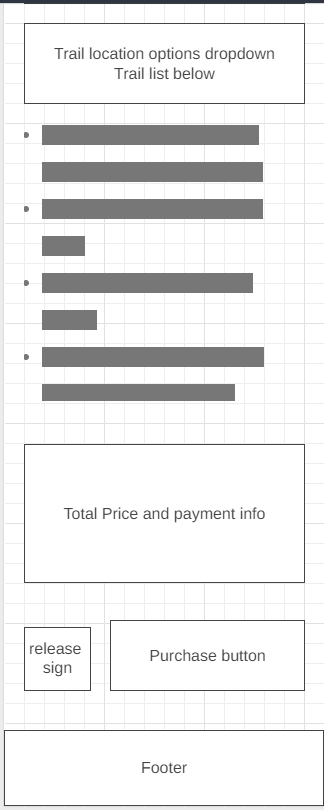 Trail location options dropdown
Trail list below
Total Price and payment info
release
sign
Purchase button
Footer